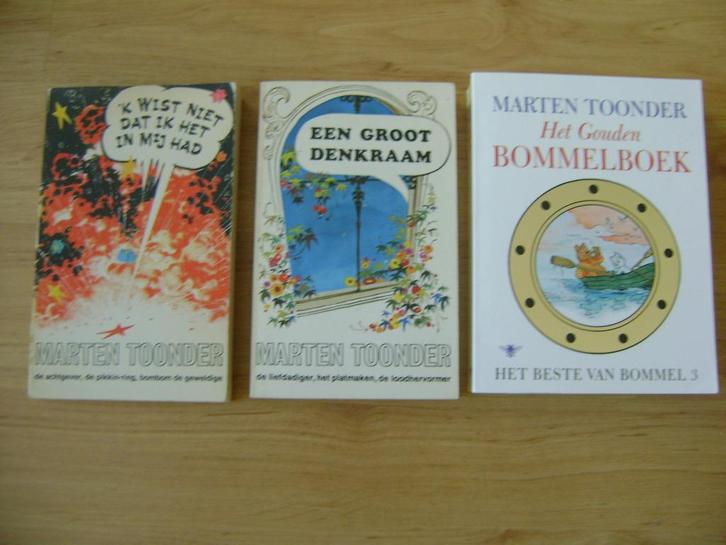 'K WIST NIET
DAT IK HET
IN MIJ HAD
MARTEN TOONDER
de achtgever, de pikkin-ring, bombom de geweldige
EEN GROOT
DENKRAAM
MARTEN TOONDER
de liefdadiger, het platmaken, de loodhervormer
MARTEN TOONDER
Het Gouden
BOMMELBOEK
HET BESTE VAN BOMMEL 3